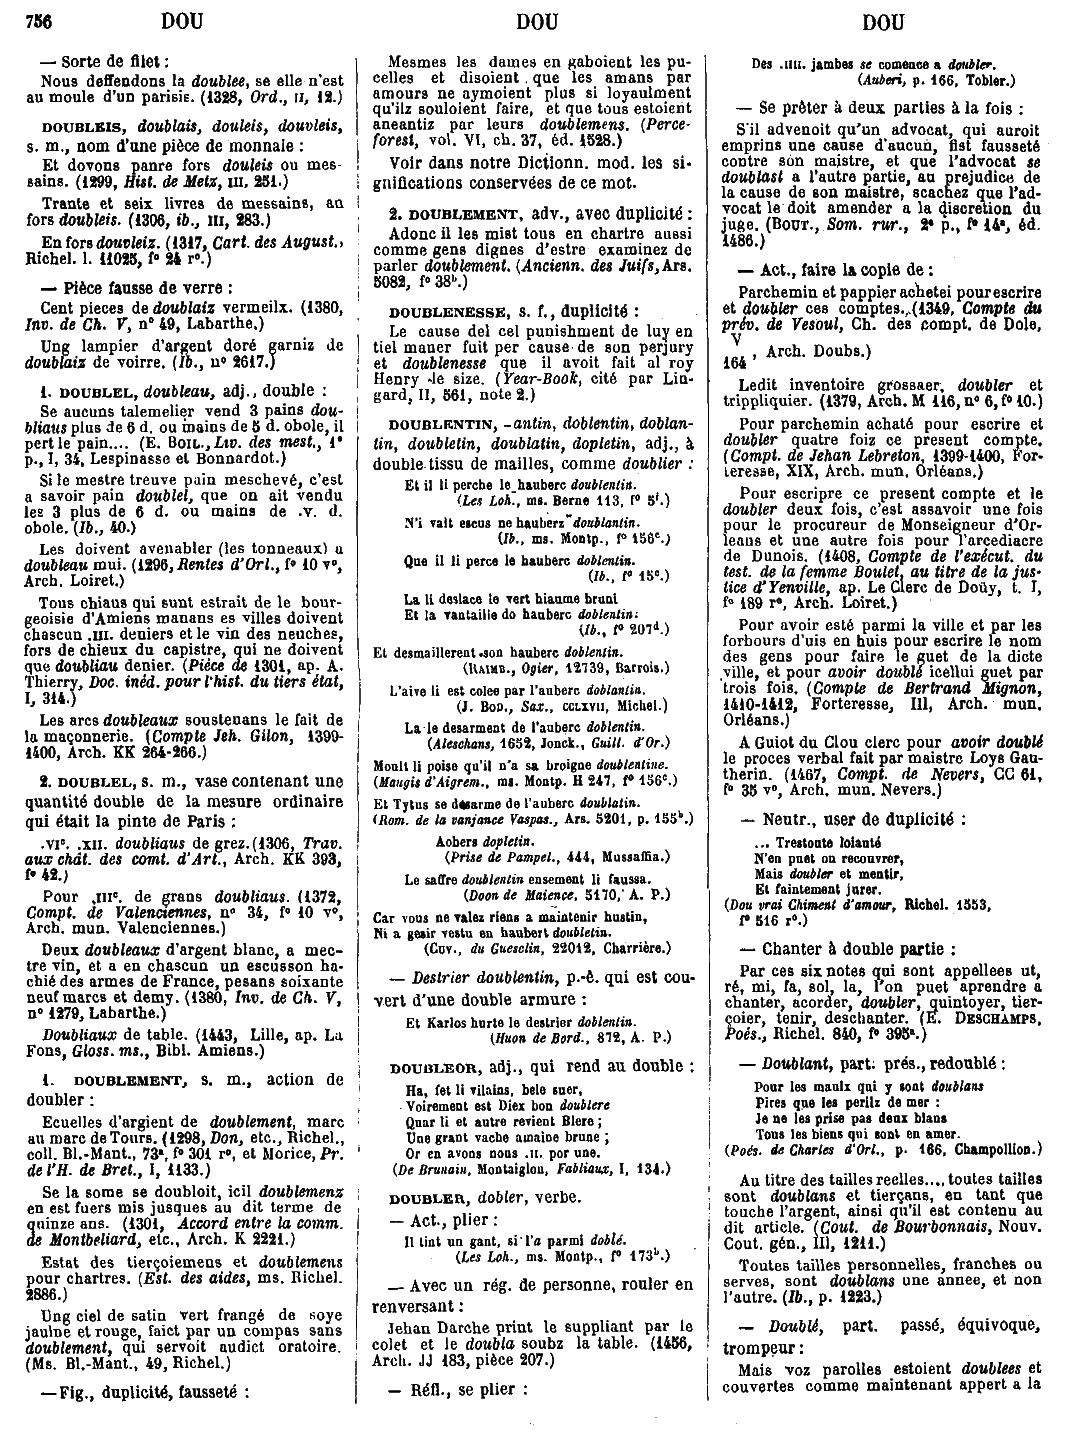 756 DOU DOU DOU
— Sorte de filet :
Nous deffendons la doublee, se elle n'est
au moule d'un parisis. (1328, Ord., II, 12.)
DOUBLEIS, doublais, douleis, douvleis,
s. m., nom d'une pièce de monnaie :
Et dovons panre fors douleis ou mes-
sains. (1299, Hist. de Metz, III, 251.)
Trante et seix livres de messains, an
fors doubleis. (1306, ib., III, 283.)
En fors douvleiz. (1317, Cart. des August.,
Richel. l. 11025, f° 24 r°.)
— Pièce fausse de verre :
Cent pieces de doublaiz vermeilx. (1380,
Inv. de Ch. V, n° 49, Labarthe.)
Ung lampier d'argent doré garniz de
doublaiz de voirre. (Ib., n° 2617.)
1. DOUBLEL, doubleau, adj., double :
Se aucuns talemelier vend 3 pains dou-
bliaus plus de 6 d. ou mains de 5 d. obole, il
pert le pain.... (E. BOIL., Liv. des mest., 1ª
p., I, 34, Lespinasse et Bonnardot.)
Si le mestre treuve pain meschevé, c'est
a savoir pain doublel, que on ait vendu
les 3 plus de 6 d. ou mains de .v. d.
obole. (Ib., 40.)
Les doivent avenabler (les tonneaux) a
doubleau mui. (1296, Rentes d'Orl., f° 10 v°,
Arch. Loiret.)
Tous chiaus qui sunt estrait de le bour-
geoisie d'Amiens manans es villes doivent
chascun .III. deniers et le vin des neuches,
fors de chieux du capistre, qui ne doivent
que doubliau denier. (Pièce de 1301, ap. A.
Thierry, Doc. inéd. pour l'hist. du tiers état,
I, 314.)
Les arcs doubleaux soustenans le fait de
la maçonnerie. (Compte Jeh. Gilon, 1399-
1400, Arch. KK 264-266.)
2. DOUBLEL, s. m., vase contenant une
quantité double de la mesure ordinaire
qui était la pinte de Paris :
.VIᶜ. .XII. doubliaus de grez. (1306, Trav.
aux chât. des comt. d'Art., Arch. KK 393,
f° 42.)
Pour .IIIᶜ. de grans doubliaus. (1372,
Compt. de Valenciennes, n° 34, f° 10 v°,
Arch. mun. Valenciennes.)
Deux doubleaux d'argent blanc, a mec-
tre vin, et a en chascun un escusson ha-
chié des armes de France, pesans soixante
neuf marcs et demy. (1380, Inv. de Ch. V,
n° 1279, Labarthe.)
Doubliaux de table. (1443, Lille, ap. La
Fons, Gloss. ms., Bibl. Amiens.)
1. DOUBLEMENT, s. m., action de
doubler :
Ecuelles d'argient de doublement, marc
au marc de Tours. (1298, Don, etc., Richel.,
coll. Bl.-Mant., 73ª, f° 301 r°, et Morice, Pr.
de l'H. de Bret., I, 1133.)
Se la some se doubloit, icil doublemenz
en est fuers mis jusques au dit terme de
quinze ans. (1301, Accord entre la comm.
de Montbeliard, etc., Arch. K 2221.)
Estat des tierçoiemens et doublemens
pour chartres. (Est. des aides, ms. Richel.
2886.)
Ung ciel de satin vert frangé de soye
jaulne et rouge, faict par un compas sans
doublement, qui servoit audict oratoire.
(Ms. Bl.-Mant., 49, Richel.)
— Fig., duplicité, fausseté :
Mesmes les dames en gaboient les pu-
celles et disoient que les amans par
amours ne aymoient plus si loyaulment
qu'ilz souloient faire, et que tous estoient
aneantiz par leurs doublemens. (Perce-
forest, vol. VI, ch. 37, éd. 1528.)
Voir dans notre Dictionn. mod. les si-
gnifications conservées de ce mot.
2. DOUBLEMENT, adv., avec duplicité :
Adonc il les mist tous en chartre aussi
comme gens dignes d'estre examinez de
parler doublement. (Ancienn. des Juifs, Ars.
5082, f° 38ᵇ.)
DOUBLENESSE, s. f., duplicité :
Le cause del cel punishment de luy en
tiel maner fuit per cause de son perjury
et doublenesse que il avoit fait al roy
Henry le size. (Year-Book, cité par Lin-
gard, II, 561, note 2.)
DOUBLENTIN, -antin, doblentin, doblan-
tin, doubletin, doublatin, dopletin, adj., à
double tissu de mailles, comme doublier :
Et il li perche le hauberc doublentin.
(Les Loh., ms. Berne 113, f° 5ᶠ.)
N'i valt escus ne hauberz doublantin.
(Ib., ms. Montp., f° 156ᶜ.)
Que il li perce le hauberc doblentin.
(Ib., f° 15ᶜ.)
La li deslace le vert hiaume brunt
Et la vantaille do hauberc doblentin.
(Ib., f° 207ᵈ.)
Et desmaillerent son hauberc doblentin.
(RAIMB., Ogier, 12739, Barrois.)
L'aive li est colee par l'auberc doblantin.
(J. BOD., Sax., CCLXVII, Michel.)
La le desarment de l'auberc doblentin.
(Aleschans, 1652, Jonck., Guill. d'Or.)
Moult li poise qu'il n'a sa broigne doublentine.
(Maugis d'Aigrem., ms. Montp. H 247, f° 156ᶜ.)
Et Tytus se desarme de l'auberc doublatin.
(Rom. de la vanjance Vaspas., Ars. 5201, p. 155ᵇ.)
Aobers dopletin.
(Prise de Pampel., 444, Mussaffia.)
Le saffre doublentin ensement li faussa.
(Doon de Maience, 5170, A. P.)
Car vous ne valez riens a maintenir hustin,
Ni a gesir vestu en haubert doubletin.
(CUV., du Guesclin, 22012, Charrière.)
— Destrier doublentin, p.-ê. qui est cou-
vert d'une double armure :
Et Karlos hurte le destrier doblentin.
(Huon de Bord., 872, A. P.)
DOUBLEOR, adj., qui rend au double :
Ha, fet li vilains, bele suer,
Voirement est Diex bon doublere
Quar li et autre revient Blere ;
Une grant vache amaine brune ;
Or en avons nous .II. por une.
(De Brunain, Montaiglon, Fabliaux, I, 134.)
DOUBLER, dobler, verbe.
— Act., plier :
Il tint un gant, si l'a parmi doblé.
(Les Loh., ms. Montp., f° 173ᵇ.)
— Avec un rég. de personne, rouler en
renversant :
Jehan Darche print le suppliant par le
colet et le doubla soubz la table. (1456,
Arch. JJ 183, pièce 207.)
— Réfl., se plier :
Des .IIII. jambes se comence a doubler.
(Auberi, p. 166, Tobler.)
— Se prêter à deux parties à la fois :
S'il advenoit qu'un advocat, qui auroit
emprins une cause d'aucun, fist fausseté
contre son maistre, et que l'advocat se
doublast a l'autre partie, au prejudice de
la cause de son maistre, scachez que l'ad-
vocat le doit amender a la discretion du
juge. (BOUT., Som. rur., 2ª p., f° 14ª, éd.
1486.)
— Act., faire la copie de :
Parchemin et pappier achetei pour escrire
et doubler ces comptes. (1349, Compte du
prév. de Vesoul, Ch. des compt. de Dole,
V
164 , Arch. Doubs.)
Ledit inventoire grossaer, doubler et
trippliquier. (1379, Arch. M 116, n° 6, f° 10.)
Pour parchemin achaté pour escrire et
doubler quatre foiz ce present compte.
(Compt. de Jehan Lebreton, 1399-1400, For-
teresse, XIX, Arch. mun. Orléans.)
Pour escripre ce present compte et le
doubler deux fois, c'est assavoir une fois
pour le procureur de Monseigneur d'Or-
leans et une autre fois pour l'arcediacre
de Dunois. (1408, Compte de l'exécut. du
test. de la femme Boulet, au titre de la jus-
tice d'Yenville, ap. Le Clerc de Doüy, t. I,
f° 189 r°, Arch. Loiret.)
Pour avoir esté parmi la ville et par les
forbours d'uis en huis pour escrire le nom
des gens pour faire le guet de la dicte
ville, et pour avoir doublé icellui guet par
trois fois. (Compte de Bertrand Mignon,
1410-1412, Forteresse, III, Arch. mun.
Orléans.)
A Guiot du Clou clerc pour avoir doublé
le proces verbal fait par maistre Loys Gau-
therin. (1467, Compt. de Nevers, CC 61,
f° 35 v°, Arch. mun. Nevers.)
— Neutr., user de duplicité :
... Trestoute loiauté
N'en puet on recouvrer,
Mais doubler et mentir,
Et faintement jurer.
(Dou vrai Chiment d'amour, Richel. 1553,
f° 516 r°.)
— Chanter à double partie :
Par ces six notes qui sont appellees ut,
ré, mi, fa, sol, la, l'on puet aprendre a
chanter, acorder, doubler, quintoyer, tier-
çoier, tenir, deschanter. (E. DESCHAMPS,
Poés., Richel. 840, f° 395ª.)
— Doublant, part. prés., redoublé :
Pour les maulx qui y sont doublans
Pires que les perilz de mer :
Je ne les prise pas deux blans
Tous les biens qui sont en amer.
(Poés. de Charles d'Orl., p. 166, Champollion.)
Au titre des tailles reelles..., toutes tailles
sont doublans et tierçans, en tant que
touche l'argent, ainsi qu'il est contenu au
dit article. (Cout. de Bourbonnais, Nouv.
Cout. gén., III, 1211.)
Toutes tailles personnelles, franches ou
serves, sont doublans une annee, et non
l'autre. (Ib., p. 1223.)
— Doublé, part. passé, équivoque,
trompeur :
Mais voz parolles estoient doublees et
couvertes comme maintenant appert a la